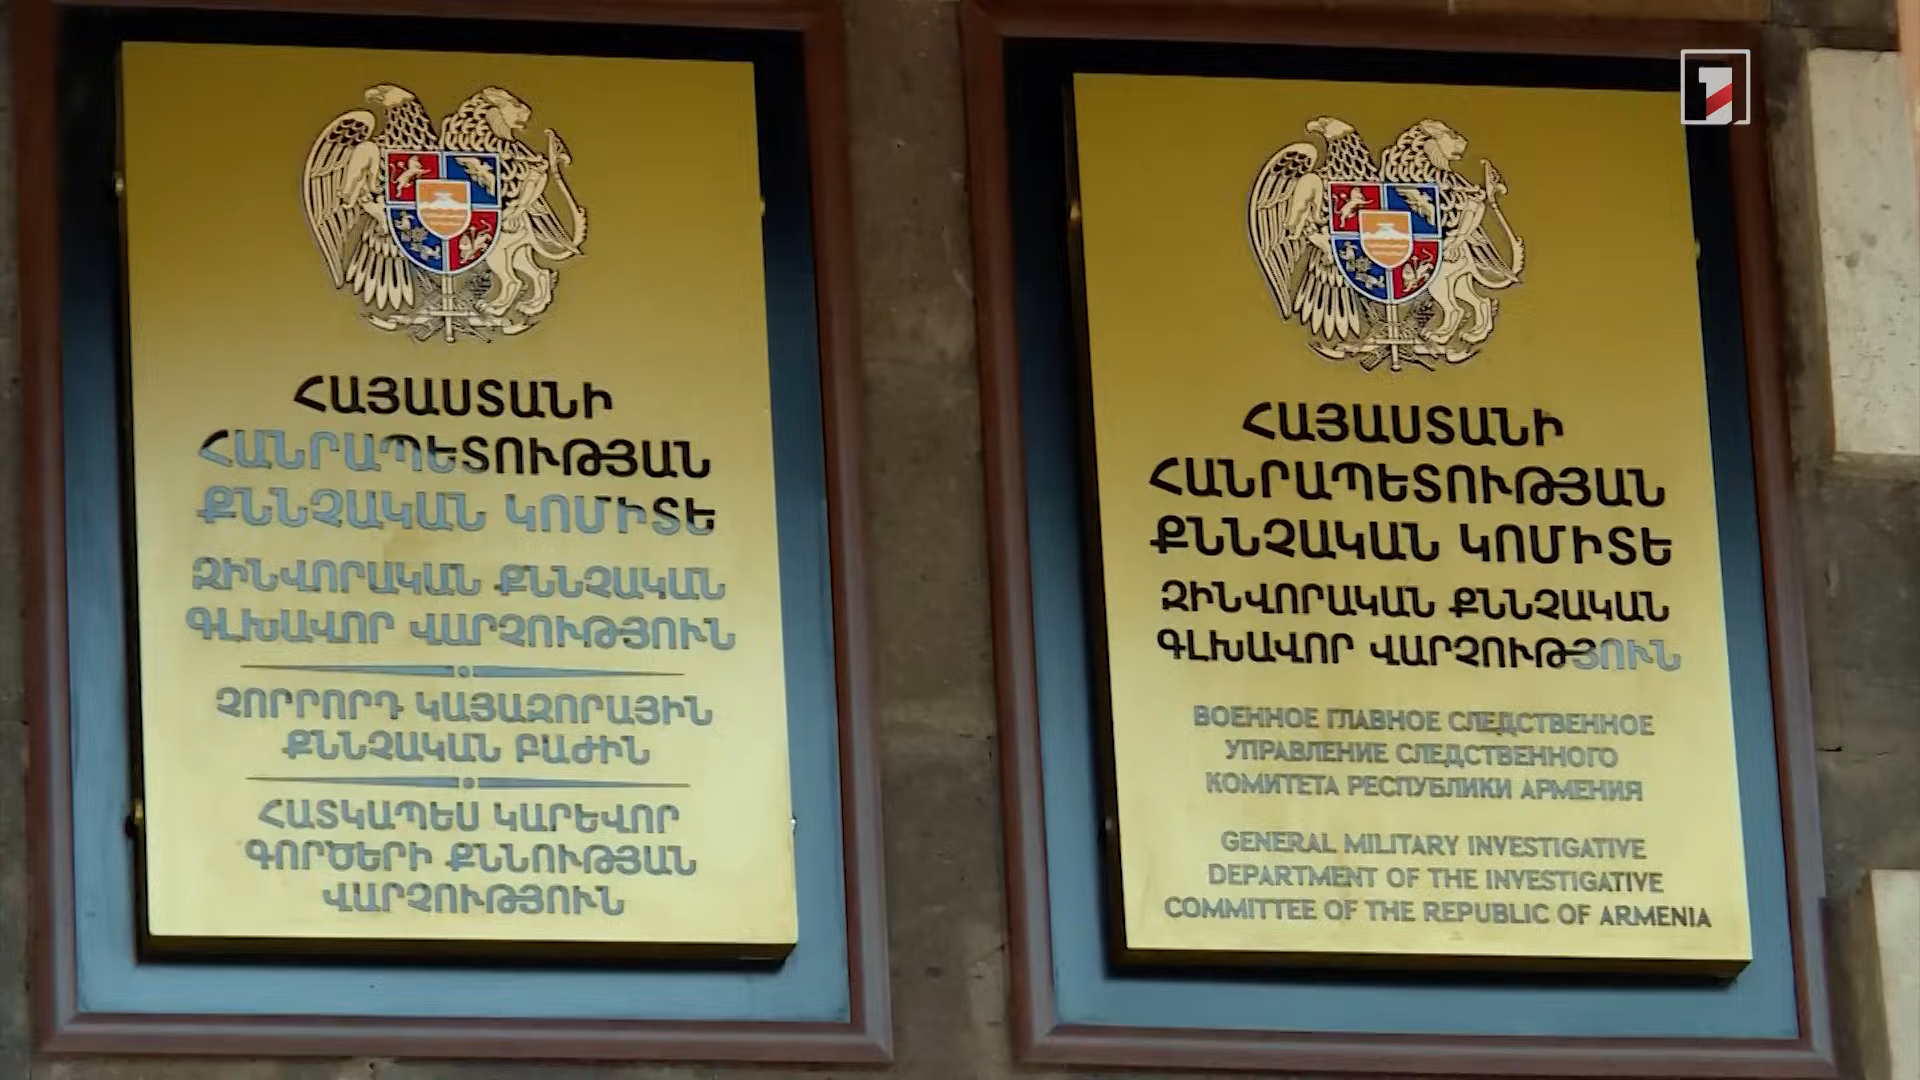 ՀԱՅԱՍՏԱՆԻ
ՀԱՆՐԱՊԵՏՈՒԹՅԱՆ
ՔՆՆՉԱԿԱՆ ԿՈՄԻՏԵ
ԶԻՆՎՈՐԱԿԱՆ ՔՆՆՉԱԿԱՆ
ԳԼԽԱՎՈՐ ՎԱՐՉՈՒԹՅՈՒՆ
ՉՈՐՐՈՐԴ ԿԱՅԱԶՈՐԱՅԻՆ
ՔՆՆՉԱԿԱՆ ԲԱԺԻՆ
ՀԱՏԿԱՊԵՍ ԿԱՐԵՎՈՐ
ԳՈՐԾԵՐԻ ՔՆՆՈՒԹՅԱՆ
ՎԱՐՉՈՒԹՅՈՒՆ
ՀԱՅԱՍՏԱՆԻ
ՀԱՆՐԱՊԵՏՈՒԹՅԱՆ
ՔՆՆՉԱԿԱՆ ԿՈՄԻՏԵ
ԶԻՆՎՈՐԱԿԱՆ ՔՆՆՉԱԿԱՆ
ԳԼԽԱՎՈՐ ՎԱՐՉՈՒԹՅՈՒՆ
ВОЕННОЕ ГЛАВНОЕ СЛЕДСТВЕННОЕ
УПРАВЛЕНИЕ СЛЕДСТВЕННОГО
КОМИТЕТА РЕСПУБЛИКИ АРМЕНИЯ
GENERAL MILITARY INVESTIGATIVE
DEPARTMENT OF THE INVESTIGATIVE
COMMITTEE OF THE REPUBLIC OF ARMENIA
1